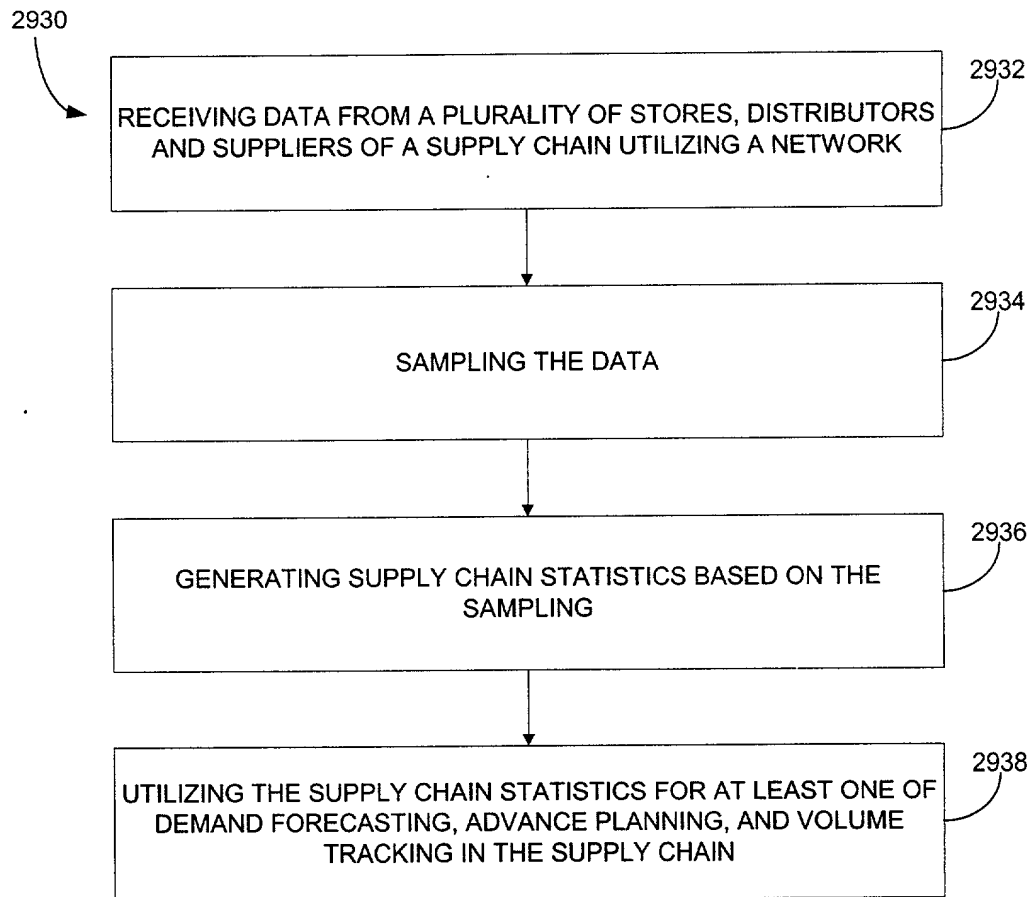 2930
2932
RECEIVING DATA FROM A PLURALITY OF STORES, DISTRIBUTORS
AND SUPPLIERS OF A SUPPLY CHAIN UTILIZING A NETWORK
2934
SAMPLING THE DATA
2936
GENERATING SUPPLY CHAIN STATISTICS BASED ON THE
SAMPLING
2938
UTILIZING THE SUPPLY CHAIN STATISTICS FOR AT LEAST ONE OF
DEMAND FORECASTING, ADVANCE PLANNING, AND VOLUME
TRACKING IN THE SUPPLY CHAIN